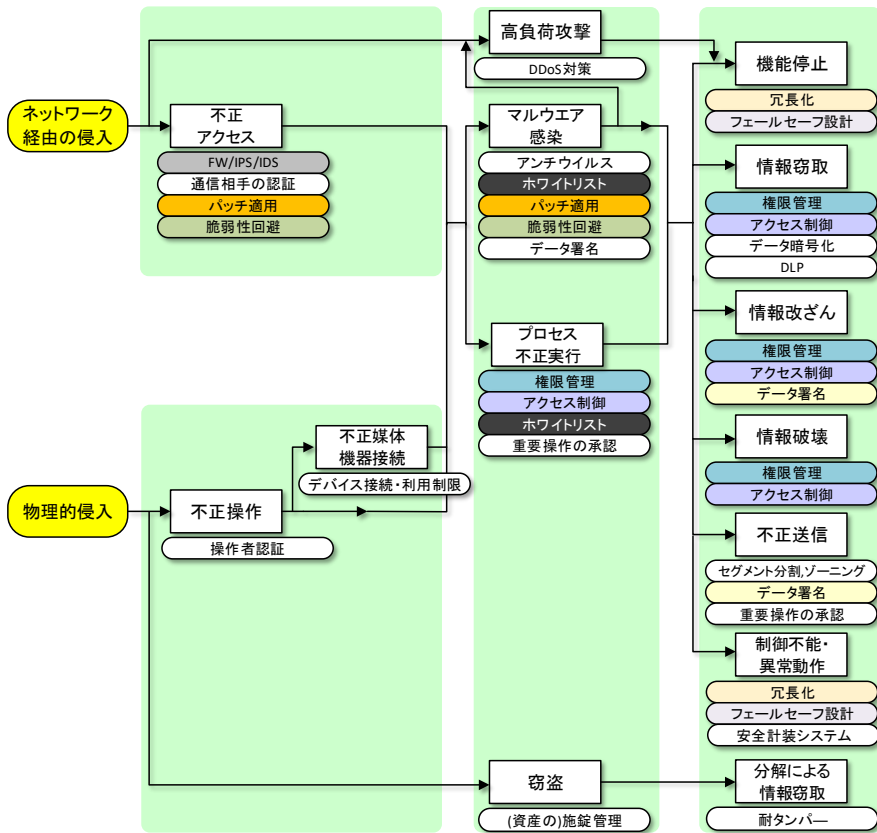 ネットワーク
経由の侵入
物理的侵入
不正
アクセス
FW/IPS/IDS
通信相手の認証
パッチ適用
脆弱性回避
不正媒体
機器接続
デバイス接続・利用制限
不正操作
操作者認証
高負荷攻撃
DDoS対策
マルウエア
感染
アンチウイルス
ホワイトリスト
パッチ適用
脆弱性回避
データ署名
プロセス
不正実行
権限管理
アクセス制御
ホワイトリスト
重要操作の承認
窃盗
(資産の)施錠管理
機能停止
冗長化
フェールセーフ設計
情報窃取
権限管理
アクセス制御
データ暗号化
DLP
情報改ざん
権限管理
アクセス制御
データ署名
情報破壊
権限管理
アクセス制御
不正送信
セグメント分割,ゾーニング
データ署名
重要操作の承認
制御不能・
異常動作
冗長化
フェールセーフ設計
安全計装システム
分解による
情報窃取
耐タンパ―